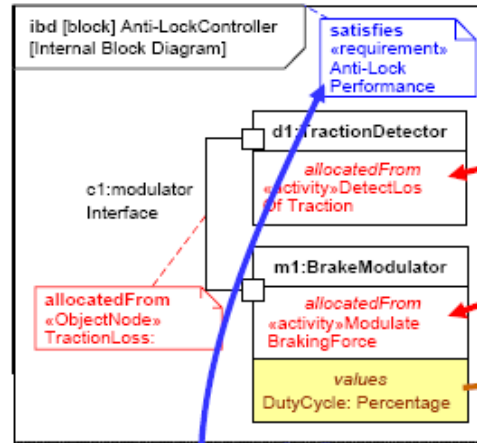 ibd [block] Anti-LockController
[Internal Block Diagram]
satisfies
«requirement»
Anti-Lock
Performance
d1:TractionDetector
allocatedFrom
«activity»DetectLos
Of Traction
c1:modulator
Interface
m1:BrakeModulator
allocatedFrom
«activity»Modulate
BrakingForce
allocatedFrom
«ObjectNode»
TractionLoss:
values
DutyCycle: Percentage